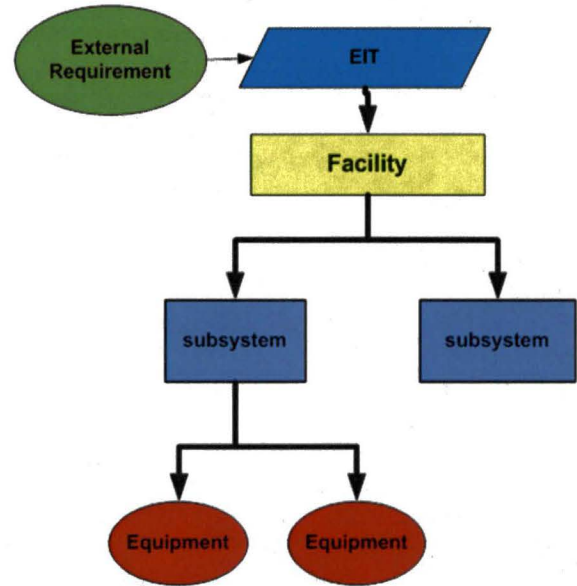 External
Requirement
EIT
Facility
subsystem
subsystem
Equipment
Equipment